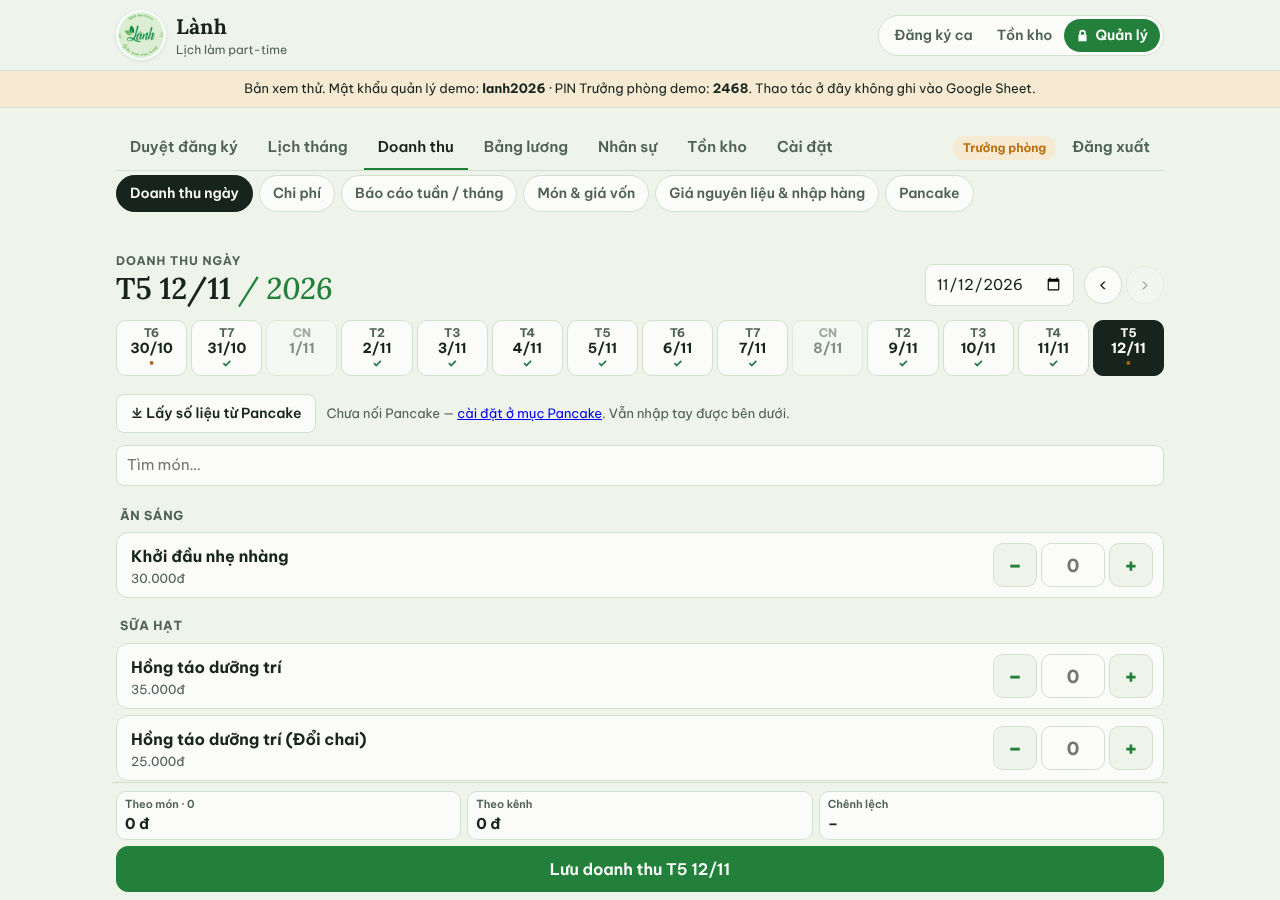 Lành
Lành
Lịch làm part-time
Đăng ký ca
Tồn kho
Quản lý
Bản xem thử. Mật khẩu quản lý demo: lanh2026 · PIN Trưởng phòng demo: 2468. Thao tác ở đây không ghi vào Google Sheet.
Duyệt đăng ký
Lịch tháng
Doanh thu
Bảng lương
Nhân sự
Tồn kho
Cài đặt
Trưởng phòng
Đăng xuất
Doanh thu ngày
Chi phí
Báo cáo tuần / tháng
Món & giá vốn
Giá nguyên liệu & nhập hàng
Pancake
DOANH THU NGÀY
T5 12/11 / 2026
11/12/2026
T6
30/10
T7
31/10
CN
1/11
T2
2/11
T3
3/11
T4
4/11
T5
5/11
T6
6/11
T7
7/11
CN
8/11
T2
9/11
T3
10/11
T4
11/11
T5
12/11
Lấy số liệu từ Pancake
Chưa nối Pancake — cài đặt ở mục Pancake. Vẫn nhập tay được bên dưới.
Tìm món...
ĂN SÁNG
Khởi đầu nhẹ nhàng
30.000đ
− 0 +
SỮA HẠT
Hồng táo dưỡng trí
35.000đ
− 0 +
Hồng táo dưỡng trí (Đổi chai)
25.000đ
− 0 +
Theo món · 0
0 đ
Theo kênh
0 đ
Chênh lệch
–
Lưu doanh thu T5 12/11